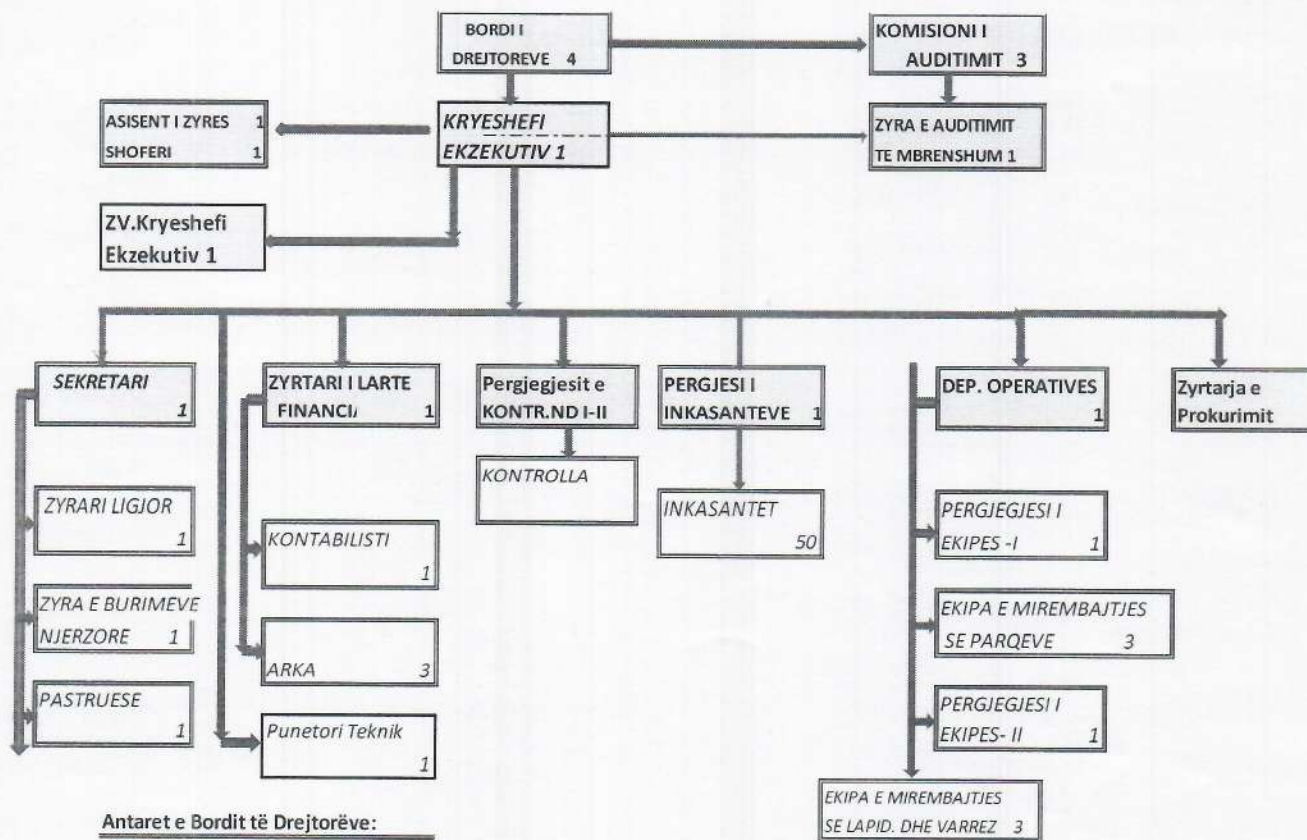 BORDI I
DREJTOREVE 4
KOMISIONI I
AUDITIMIT 3
ASISENT I ZYRES 1
SHOFERI 1
KRYESHEFI
EKZEKUTIV 1
ZYRA E AUDITIMIT
TE MBRENSHUM 1
ZV.Kryeshefi
Ekzekutiv 1
SEKRETARI
1
ZYRTARI I LARTE
FINANCI 1
Pergjegjesit e
KONTR.ND I-II
PERGJESI I
INKASANTEVE 1
DEP. OPERATIVES
1
Zyrtarja e
Prokurimit
ZYRARI LIGJOR
1
ZYRA E BURIMEVE
NJERZORE 1
PASTRUESE
1
KONTABILISTI
1
ARKA 3
Punetori Teknik
1
KONTROLLA
INKASANTET
50
PERGJEGJESI I
EKIPES -I 1
EKIPA E MIREMBAJTJES
SE PARQEVE 3
PERGJEGJESI I
EKIPES- II 1
EKIPA E MIREMBAJTJES
SE LAPID. DHE VARREZ 3
Antaret e Bordit të Drejtorëve: